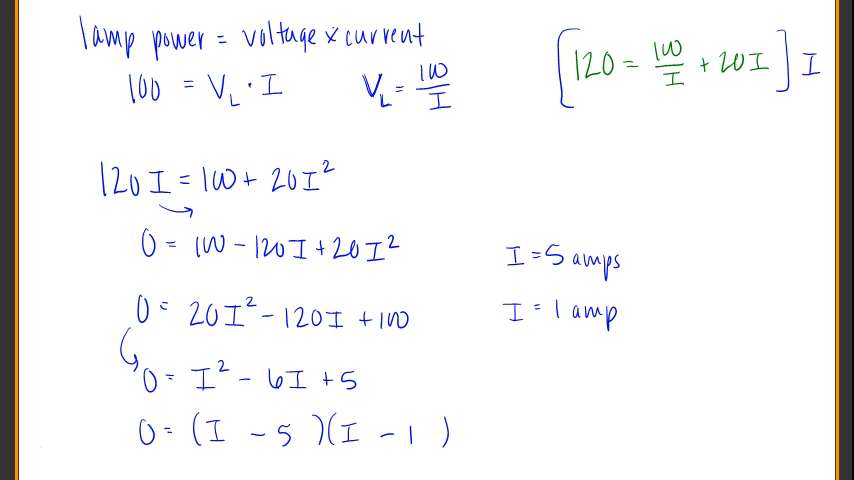 lamp power = voltage × current
100 = V_L · I
V_L = 100/I
[120 = 100/I + 20I] I
120I = 100 + 20I²
0 = 100 - 120I + 20I²
0 = 20I² - 120I + 100
0 = I² - 6I + 5
0 = (I - 5)(I - 1)
I = 5 amps
I = 1 amp